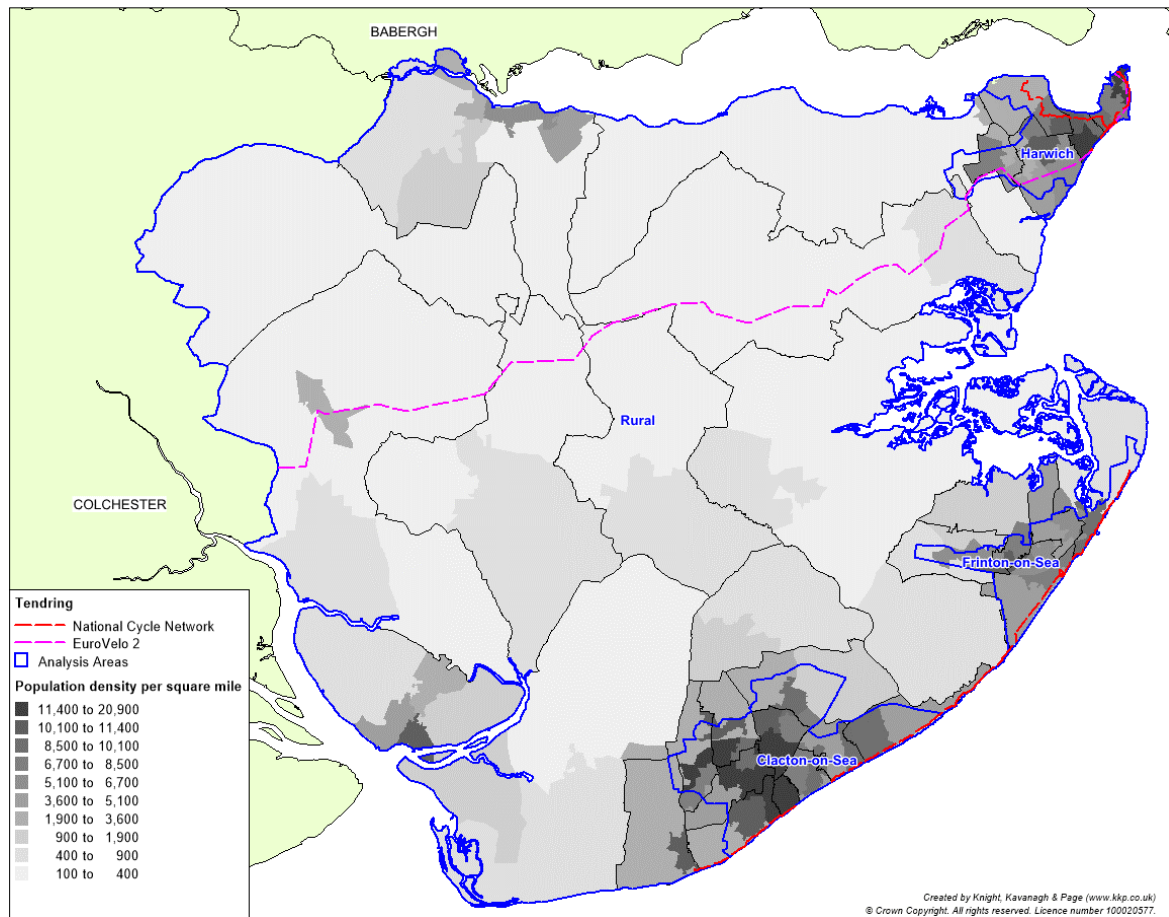 BABERGH
Harwich
Rural
COLCHESTER
Frinton-on-Sea
Clacton-on-Sea
Tendring
National Cycle Network
EuroVelo 2
Analysis Areas
Population density per square mile
11,400 to 20,900
10,100 to 11,400
8,500 to 10,100
6,700 to 8,500
5,100 to 6,700
3,600 to 5,100
1,900 to 3,600
900 to 1,900
400 to 900
100 to 400
Created by Knight, Kavanagh & Page (www.kkp.co.uk)
© Crown Copyright. All rights reserved. Licence number 100020577.